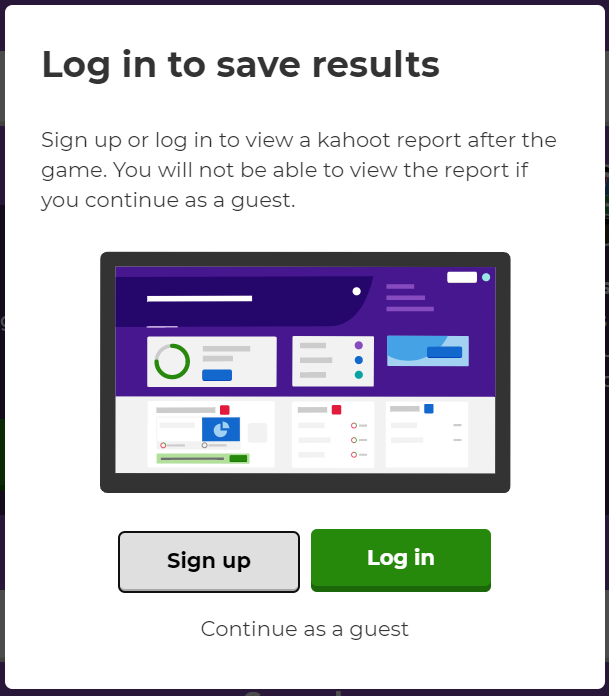 Log in to save results
Sign up or log in to view a kahoot report after the
game. You will not be able to view the report if
you continue as a guest.
Sign up
Log in
Continue as a guest